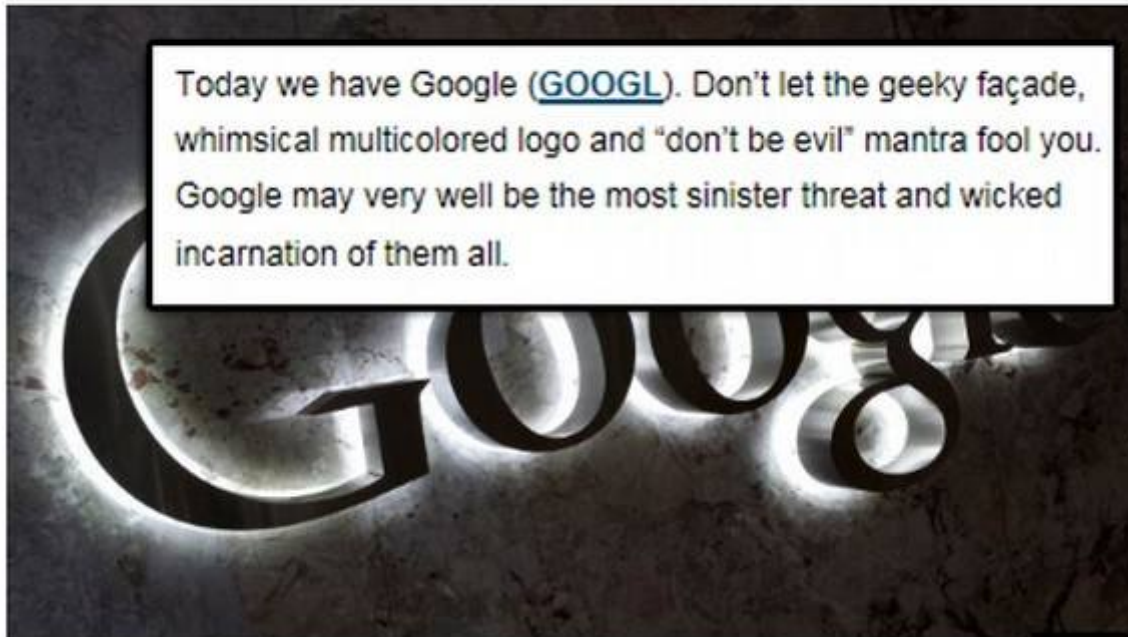 Today we have Google (GOOGL). Don’t let the geeky façade,
whimsical multicolored logo and “don’t be evil” mantra fool you.
Google may very well be the most sinister threat and wicked
incarnation of them all.
Google